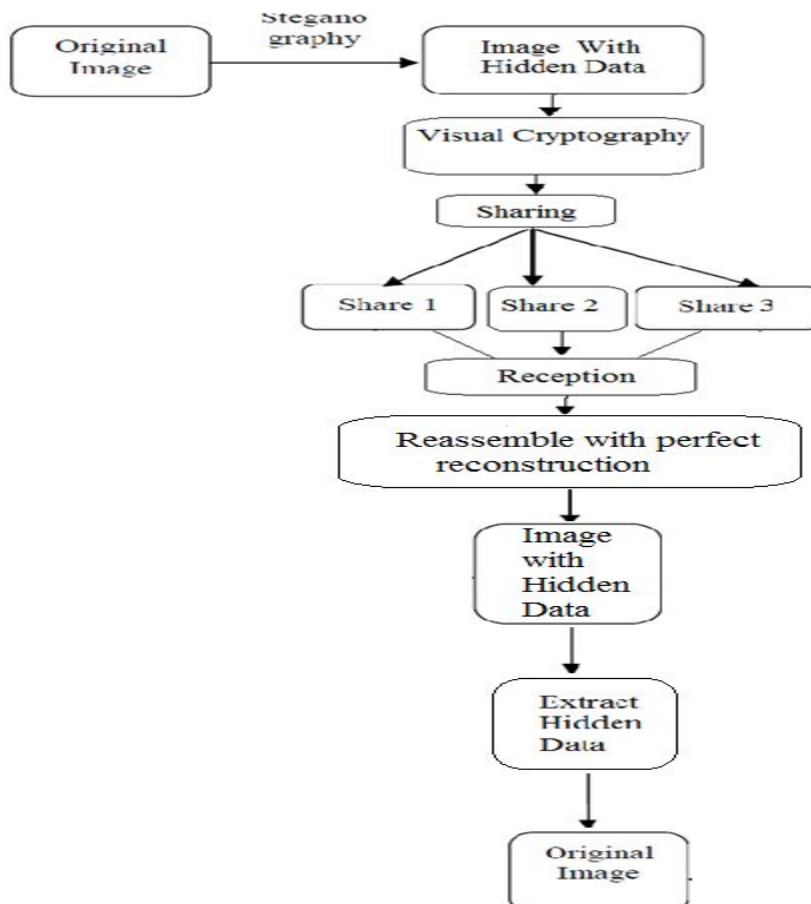 Stegano
graphy
Original
Image
Image With
Hidden Data
Visual Cryptography
Sharing
Share 1
Share 2
Share 3
Reception
Reassemble with perfect
reconstruction
Image
with
Hidden
Data
Extract
Hidden
Data
Original
Image